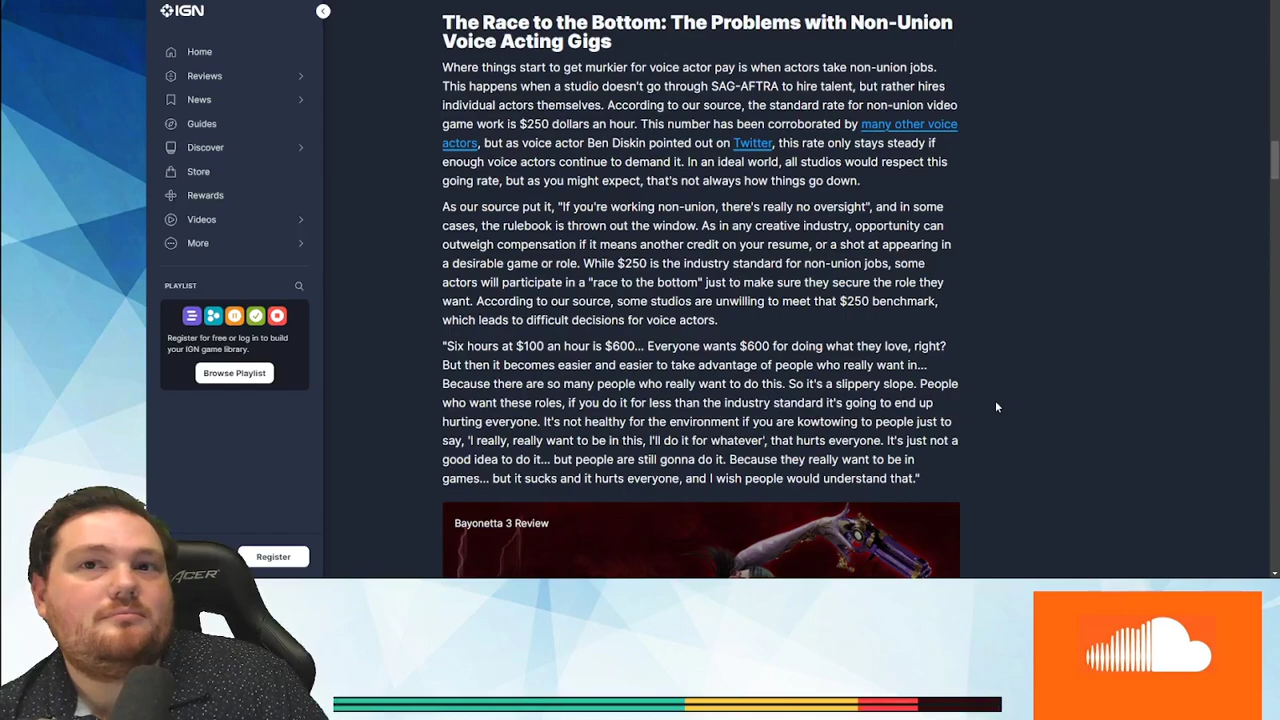 IGN
Home
Reviews
News
Guides
Discover
Store
Rewards
Videos
More
PLAYLIST
Register for free or log in to build
your IGN game library.
Browse Playlist
Register
The Race to the Bottom: The Problems with Non-Union
Voice Acting Gigs
Where things start to get murkier for voice actor pay is when actors take non-union jobs.
This happens when a studio doesn't go through SAG-AFTRA to hire talent, but rather hires
individual actors themselves. According to our source, the standard rate for non-union video
game work is $250 dollars an hour. This number has been corroborated by many other voice
actors, but as voice actor Ben Diskin pointed out on Twitter, this rate only stays steady if
enough voice actors continue to demand it. In an ideal world, all studios would respect this
going rate, but as you might expect, that's not always how things go down.
As our source put it, "If you're working non-union, there's really no oversight", and in some
cases, the rulebook is thrown out the window. As in any creative industry, opportunity can
outweigh compensation if it means another credit on your resume, or a shot at appearing in
a desirable game or role. While $250 is the industry standard for non-union jobs, some
actors will participate in a "race to the bottom" just to make sure they secure the role they
want. According to our source, some studios are unwilling to meet that $250 benchmark,
which leads to difficult decisions for voice actors.
"Six hours at $100 an hour is $600... Everyone wants $600 for doing what they love, right?
But then it becomes easier and easier to take advantage of people who really want in...
Because there are so many people who really want to do this. So it's a slippery slope. People
who want these roles, if you do it for less than the industry standard it's going to end up
hurting everyone. It's not healthy for the environment if you are kowtowing to people just to
say, 'I really, really want to be in this, I'll do it for whatever', that hurts everyone. It's just not a
good idea to do it... but people are still gonna do it. Because they really want to be in
games... but it sucks and it hurts everyone, and I wish people would understand that."
Bayonetta 3 Review
ACER